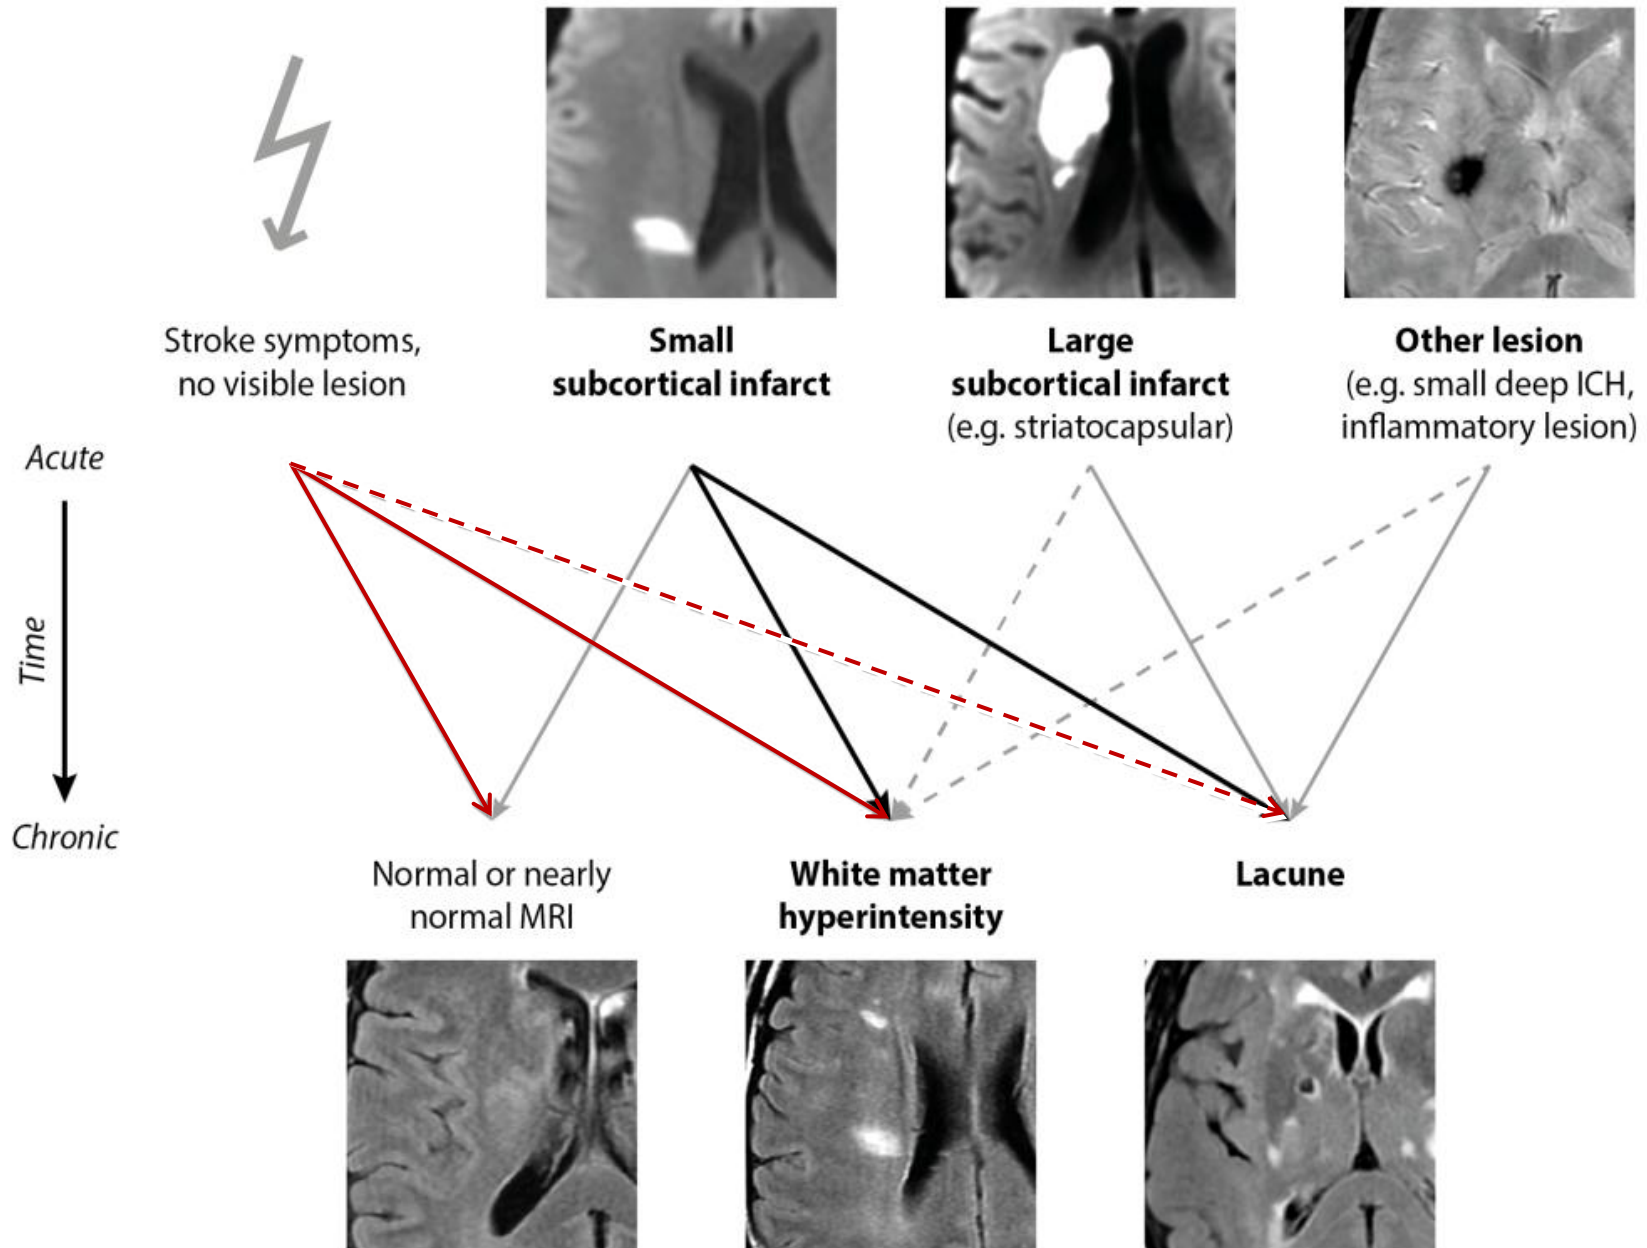 Stroke symptoms,
no visible lesion
Small
subcortical infarct
Large
subcortical infarct
(e.g. striatocapsular)
Other lesion
(e.g. small deep ICH,
inflammatory lesion)
Acute
Time
Chronic
Normal or nearly
normal MRI
White matter
hyperintensity
Lacune